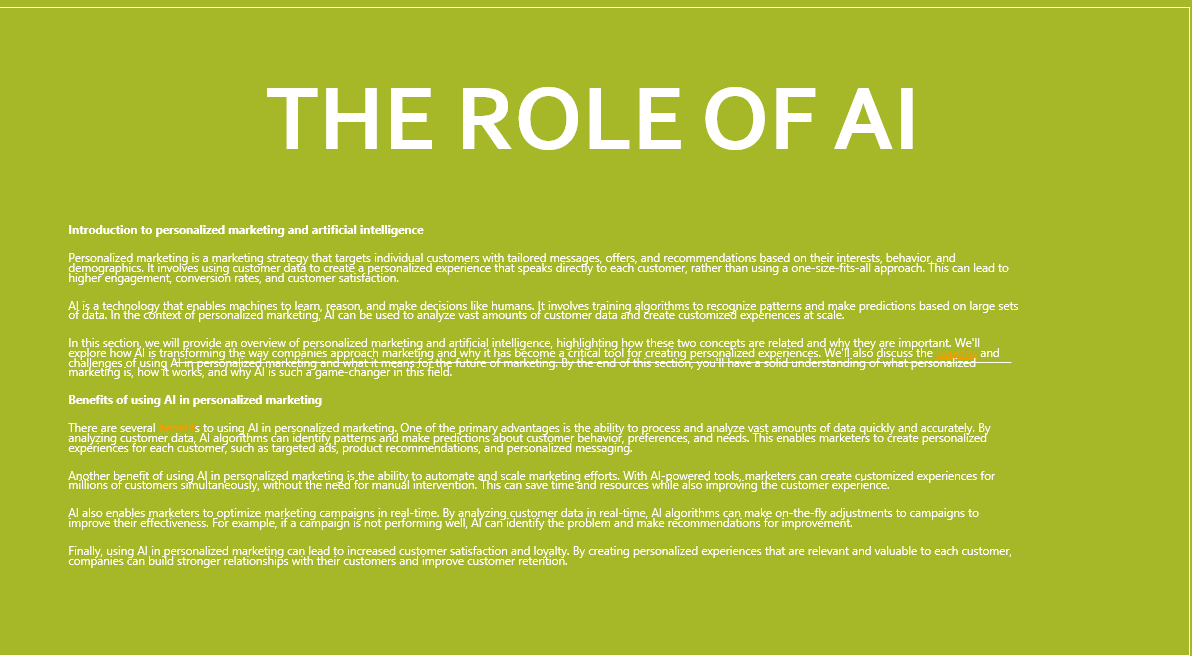 THE ROLE OF AI
Introduction to personalized marketing and artificial intelligence
Personalized marketing is a marketing strategy that targets individual customers with tailored messages, offers, and recommendations based on their interests, behavior, and
demographics. It involves using customer data to create a personalized experience that speaks directly to each customer, rather than using a one-size-fits-all approach. This can lead to
higher engagement, conversion rates, and customer satisfaction.
AI is a technology that enables machines to learn, reason, and make decisions like humans. It involves training algorithms to recognize patterns and make predictions based on large sets
of data. In the context of personalized marketing, AI can be used to analyze vast amounts of customer data and create customized experiences at scale.
In this section, we will provide an overview of personalized marketing and artificial intelligence, highlighting how these two concepts are related and why they are important. We'll
explore how AI is transforming the way companies approach marketing and why it has become a critical tool for creating personalized experiences. We'll also discuss the and
challenges of using AI in personalized marketing and what it means for the future of marketing. By the end of this section, you'll have a solid understanding of what personalized
marketing is, how it works, and why AI is such a game-changer in this field.
Benefits of using AI in personalized marketing
There are several benefits to using AI in personalized marketing. One of the primary advantages is the ability to process and analyze vast amounts of data quickly and accurately. By
analyzing customer data, AI algorithms can identify patterns and make predictions about customer behavior, preferences, and needs. This enables marketers to create personalized
experiences for each customer, such as targeted ads, product recommendations, and personalized messaging.
Another benefit of using AI in personalized marketing is the ability to automate and scale marketing efforts. With AI-powered tools, marketers can create customized experiences for
millions of customers simultaneously, without the need for manual intervention. This can save time and resources while also improving the customer experience.
AI also enables marketers to optimize marketing campaigns in real-time. By analyzing customer data in real-time, AI algorithms can make on-the-fly adjustments to campaigns to
improve their effectiveness. For example, if a campaign is not performing well, AI can identify the problem and make recommendations for improvement.
Finally, using AI in personalized marketing can lead to increased customer satisfaction and loyalty. By creating personalized experiences that are relevant and valuable to each customer,
companies can build stronger relationships with their customers and improve customer retention.